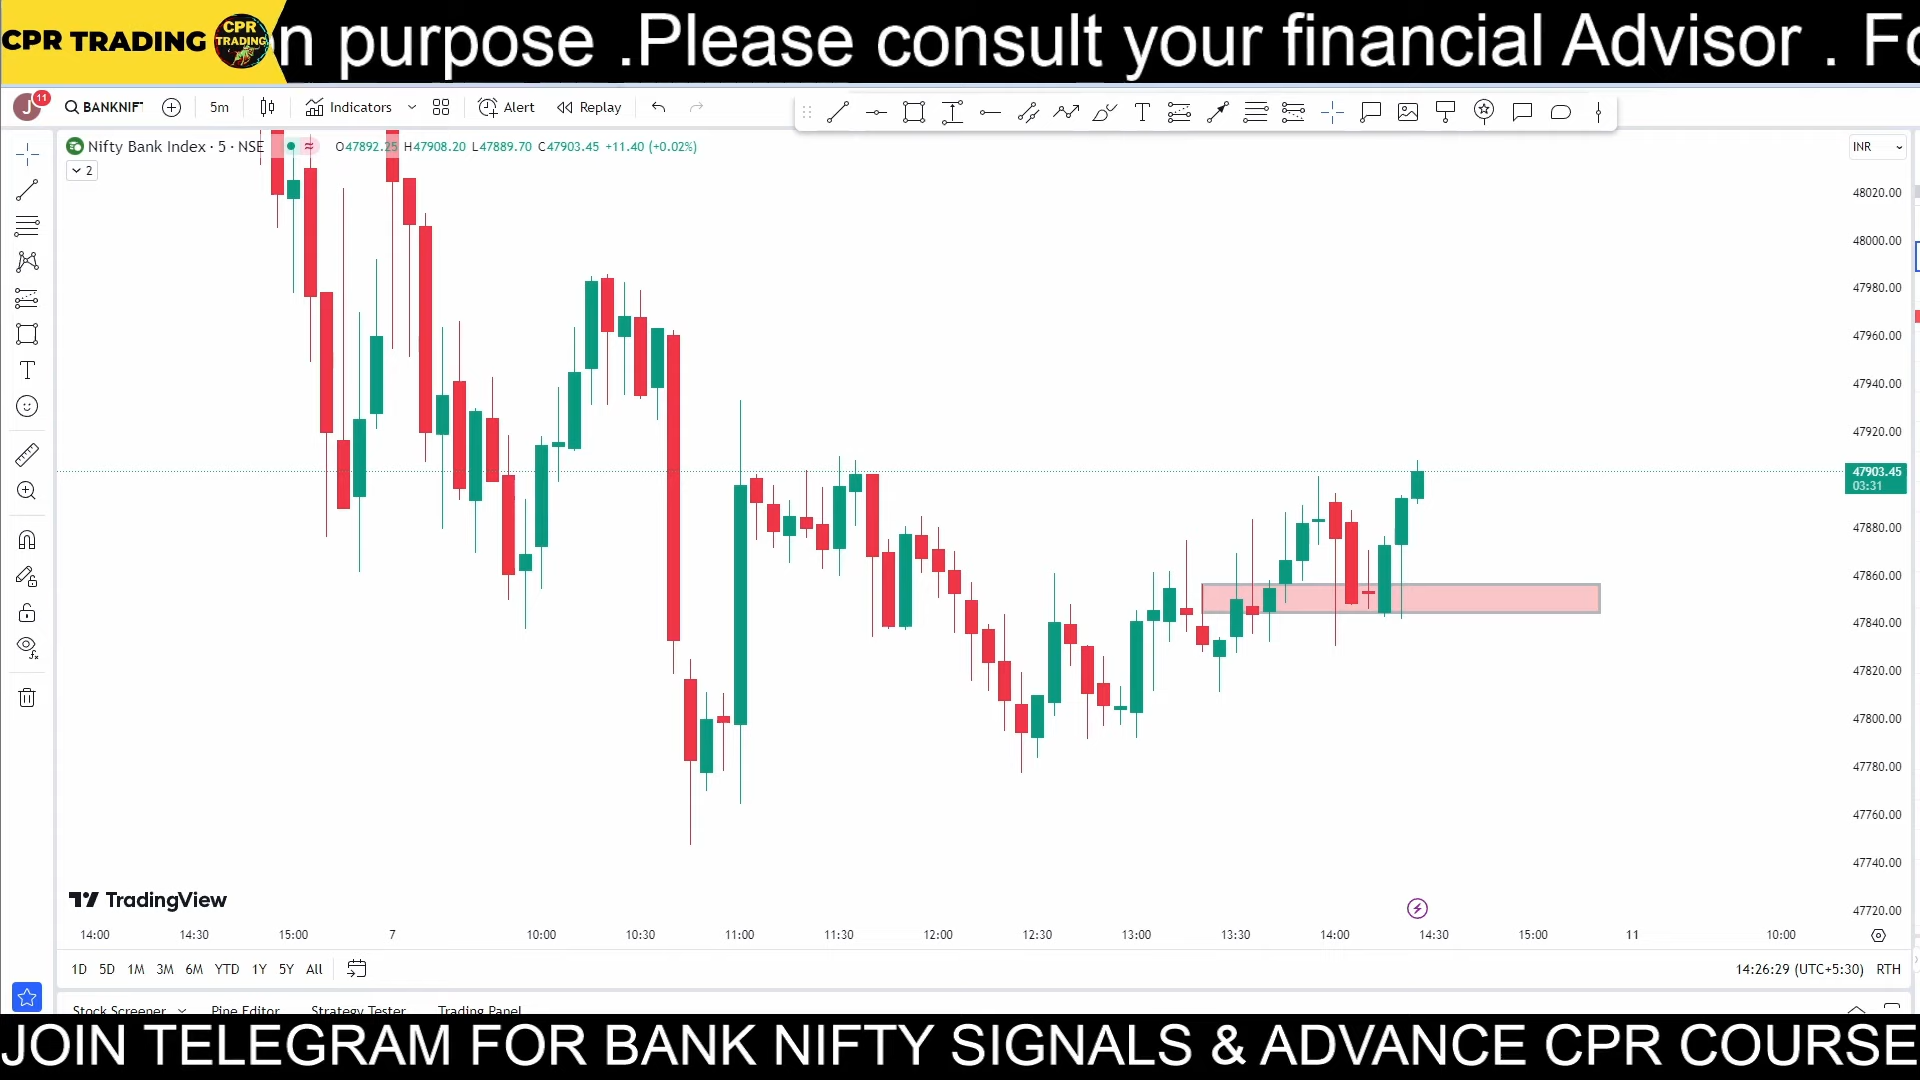 CPR TRADING
CPR
TRADING
n purpose .Please consult your financial Advisor . Fo
J
11
BANKNIFT
5m
Indicators
Alert
Replay
Nifty Bank Index · 5 · NSE
O47892.25 H47908.20 L47889.70 C47903.45 +11.40 (+0.02%)
2
INR
48020.00
48000.00
47980.00
47960.00
47940.00
47920.00
47903.45
03:31
47880.00
47860.00
47840.00
47820.00
47800.00
47780.00
47760.00
47740.00
47720.00
TradingView
14:00 14:30 15:00 7 10:00 10:30 11:00 11:30 12:00 12:30 13:00 13:30 14:00 14:30 15:00 11 10:00
1D 5D 1M 3M 6M YTD 1Y 5Y All
14:26:29 (UTC+5:30) RTH
Stock Screener Pine Editor Strategy Tester Trading Panel
JOIN TELEGRAM FOR BANK NIFTY SIGNALS & ADVANCE CPR COURSE